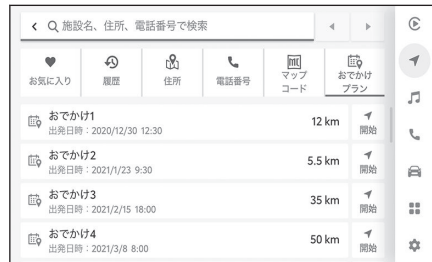 施設名、住所、電話番号で検索
お気に入り
履歴
住所
電話番号
マップ
コード
おでかけ
プラン
おでかけ1
12 km
出発日時：2020/12/30 12:30
開始
おでかけ2
5.5 km
出発日時：2021/1/23 9:30
開始
おでかけ3
35 km
出発日時：2021/2/15 18:00
開始
おでかけ4
50 km
出発日時：2021/3/8 8:00
開始